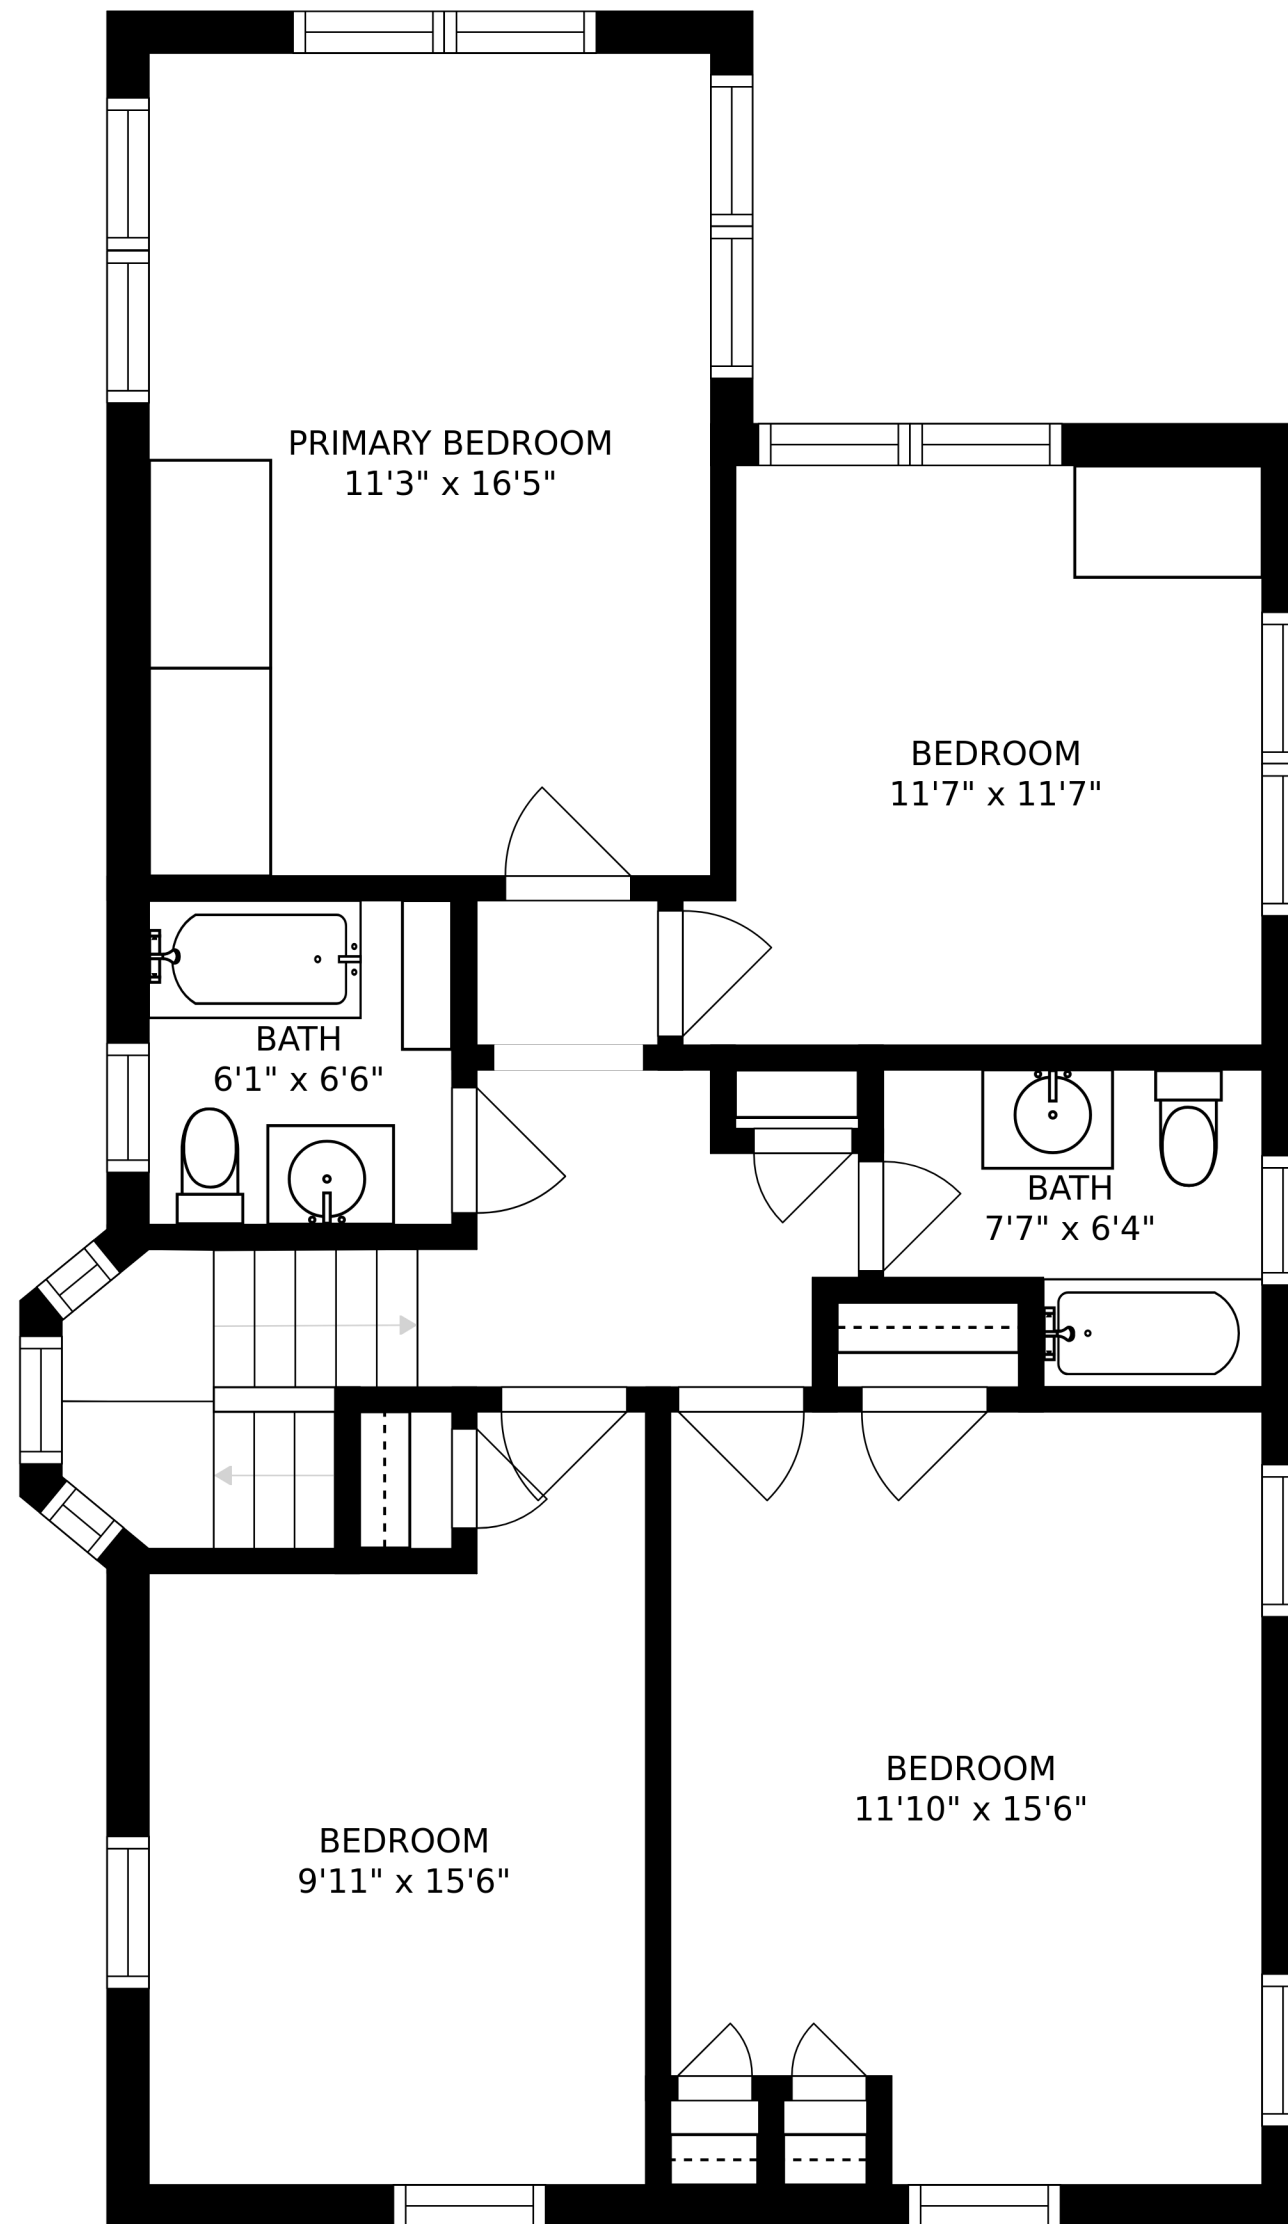 PRIMARY BEDROOM
11'3" x 16'5"
BEDROOM
11'7" x 11'7"
BATH
6'1" x 6'6"
BATH
7'7" x 6'4"
BEDROOM
11'10" x 15'6"
BEDROOM
9'11" x 15'6"